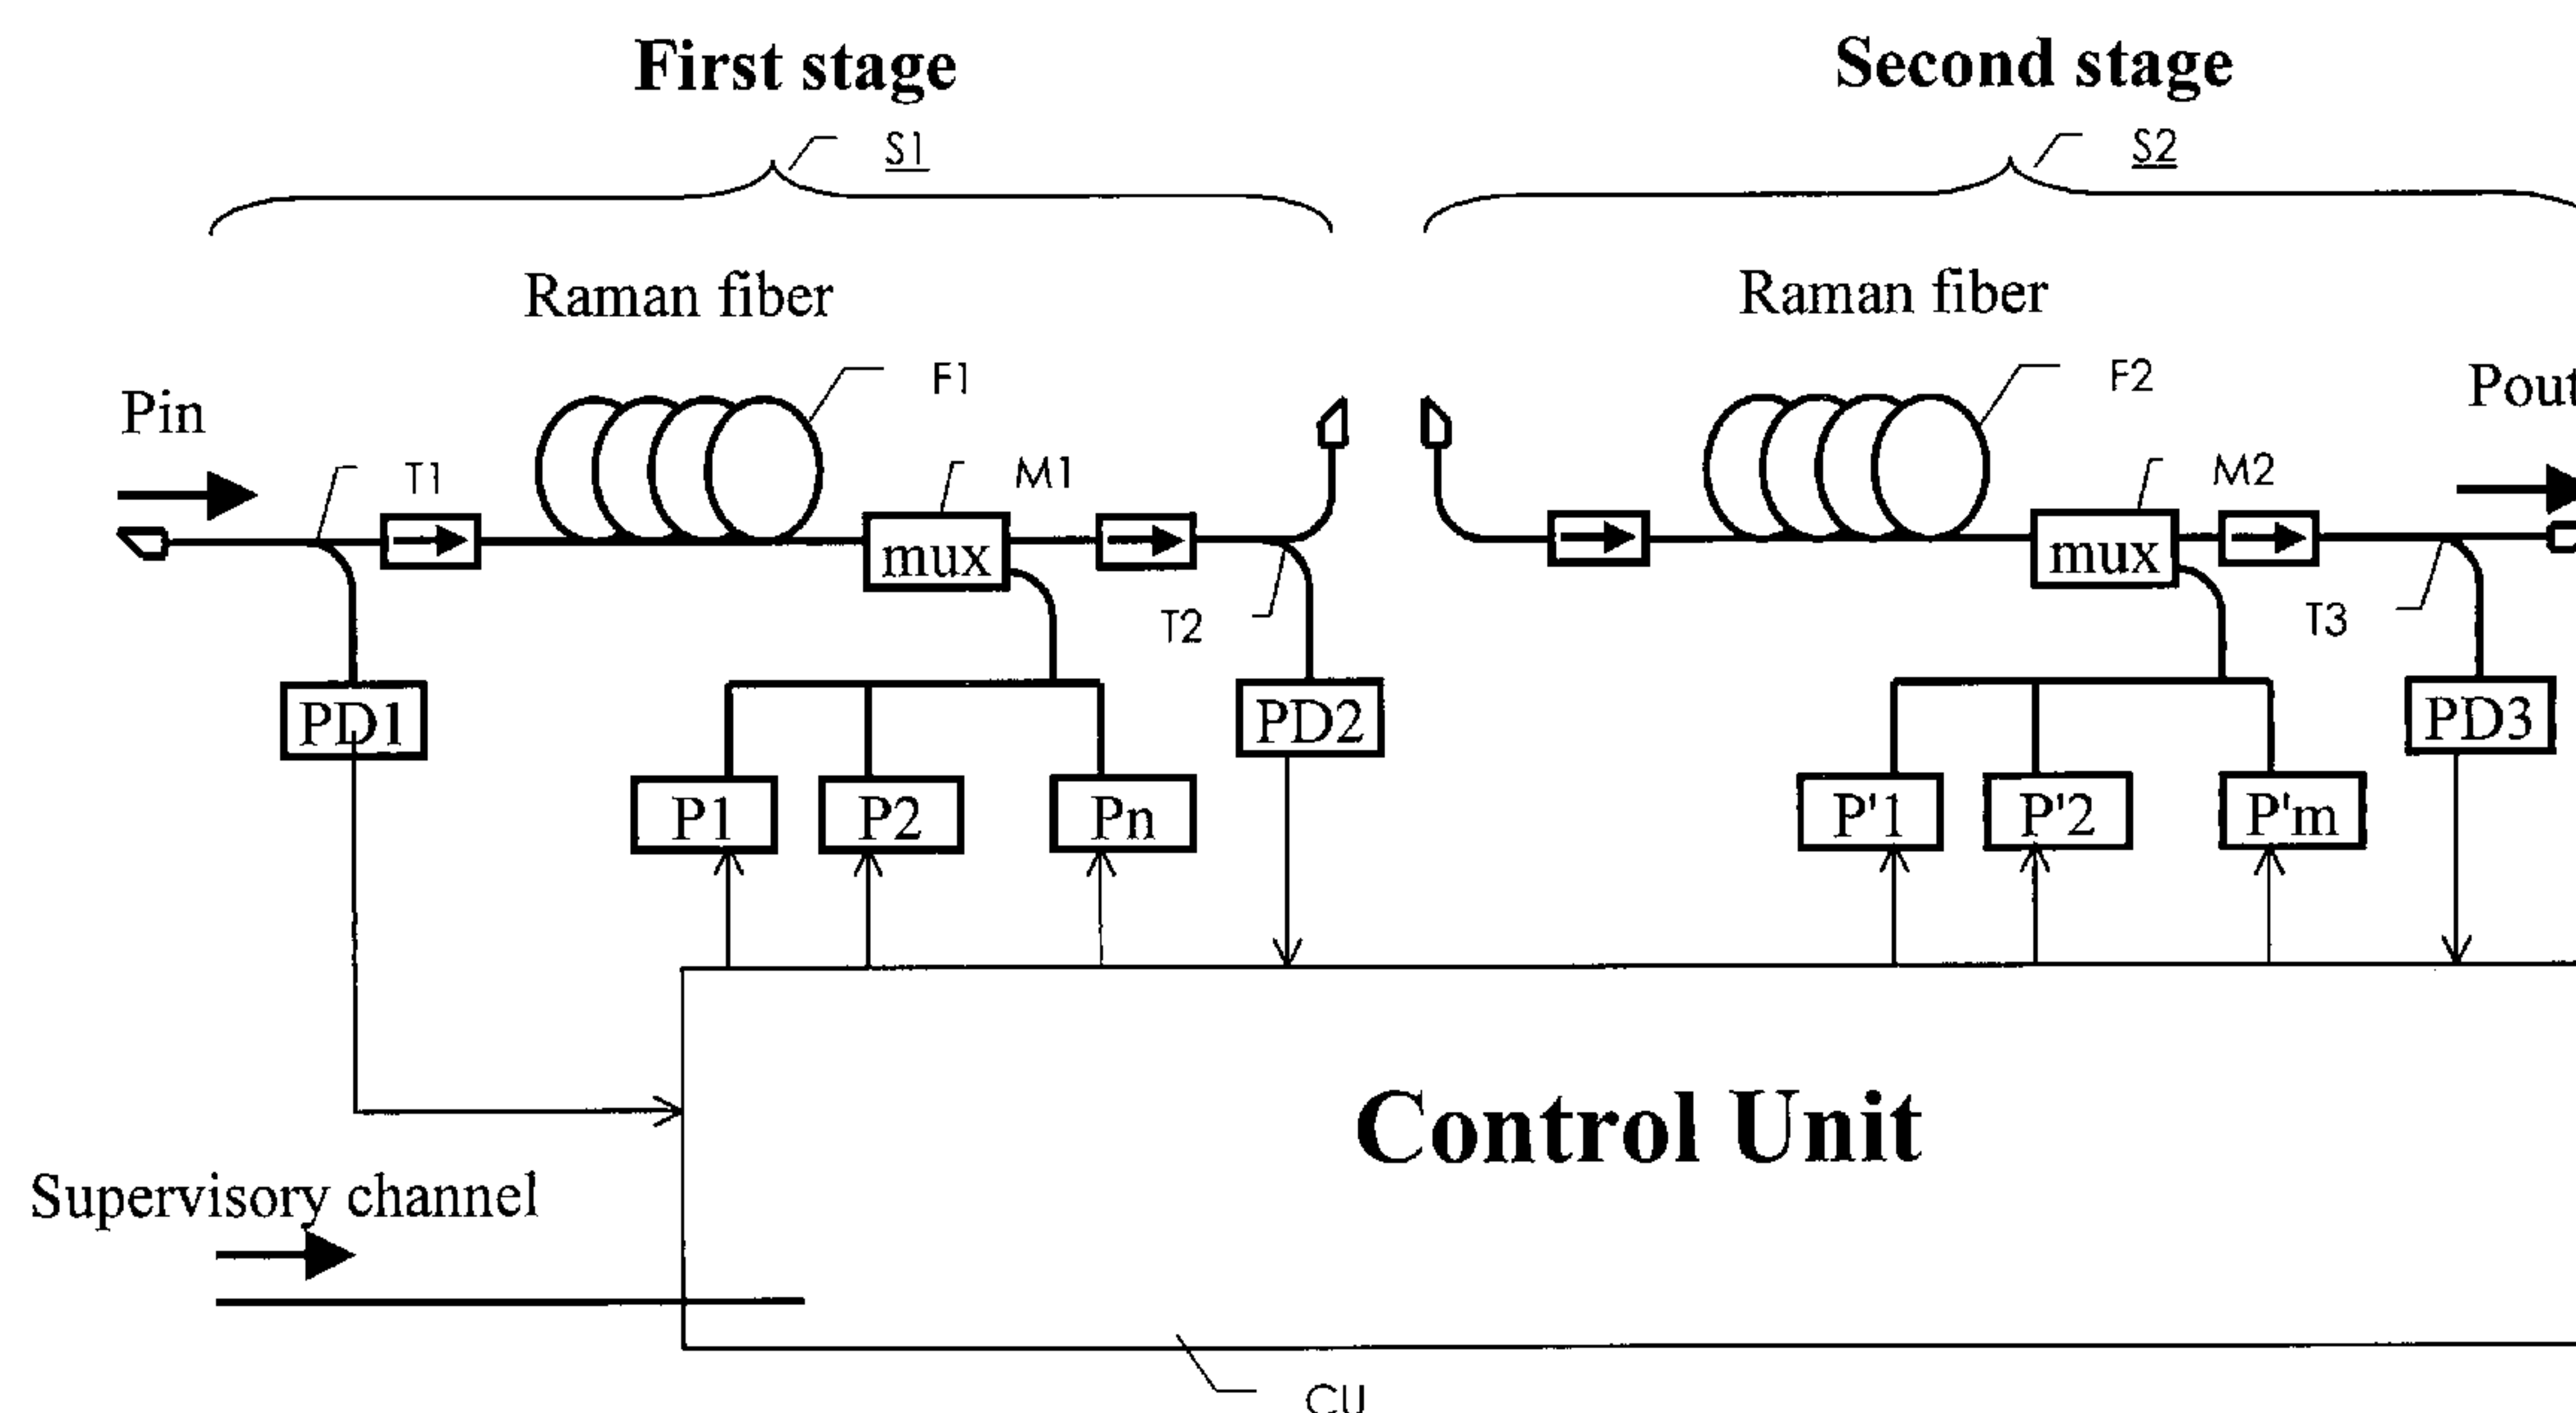 First stage
Second stage
S1
S2
Raman fiber
Raman fiber
F1
F2
Pin
Pout
T1
M1
M2
mux
mux
T2
T3
PD1
PD2
PD3
P1
P2
Pn
P'1
P'2
P'm
Control Unit
Supervisory channel
CU